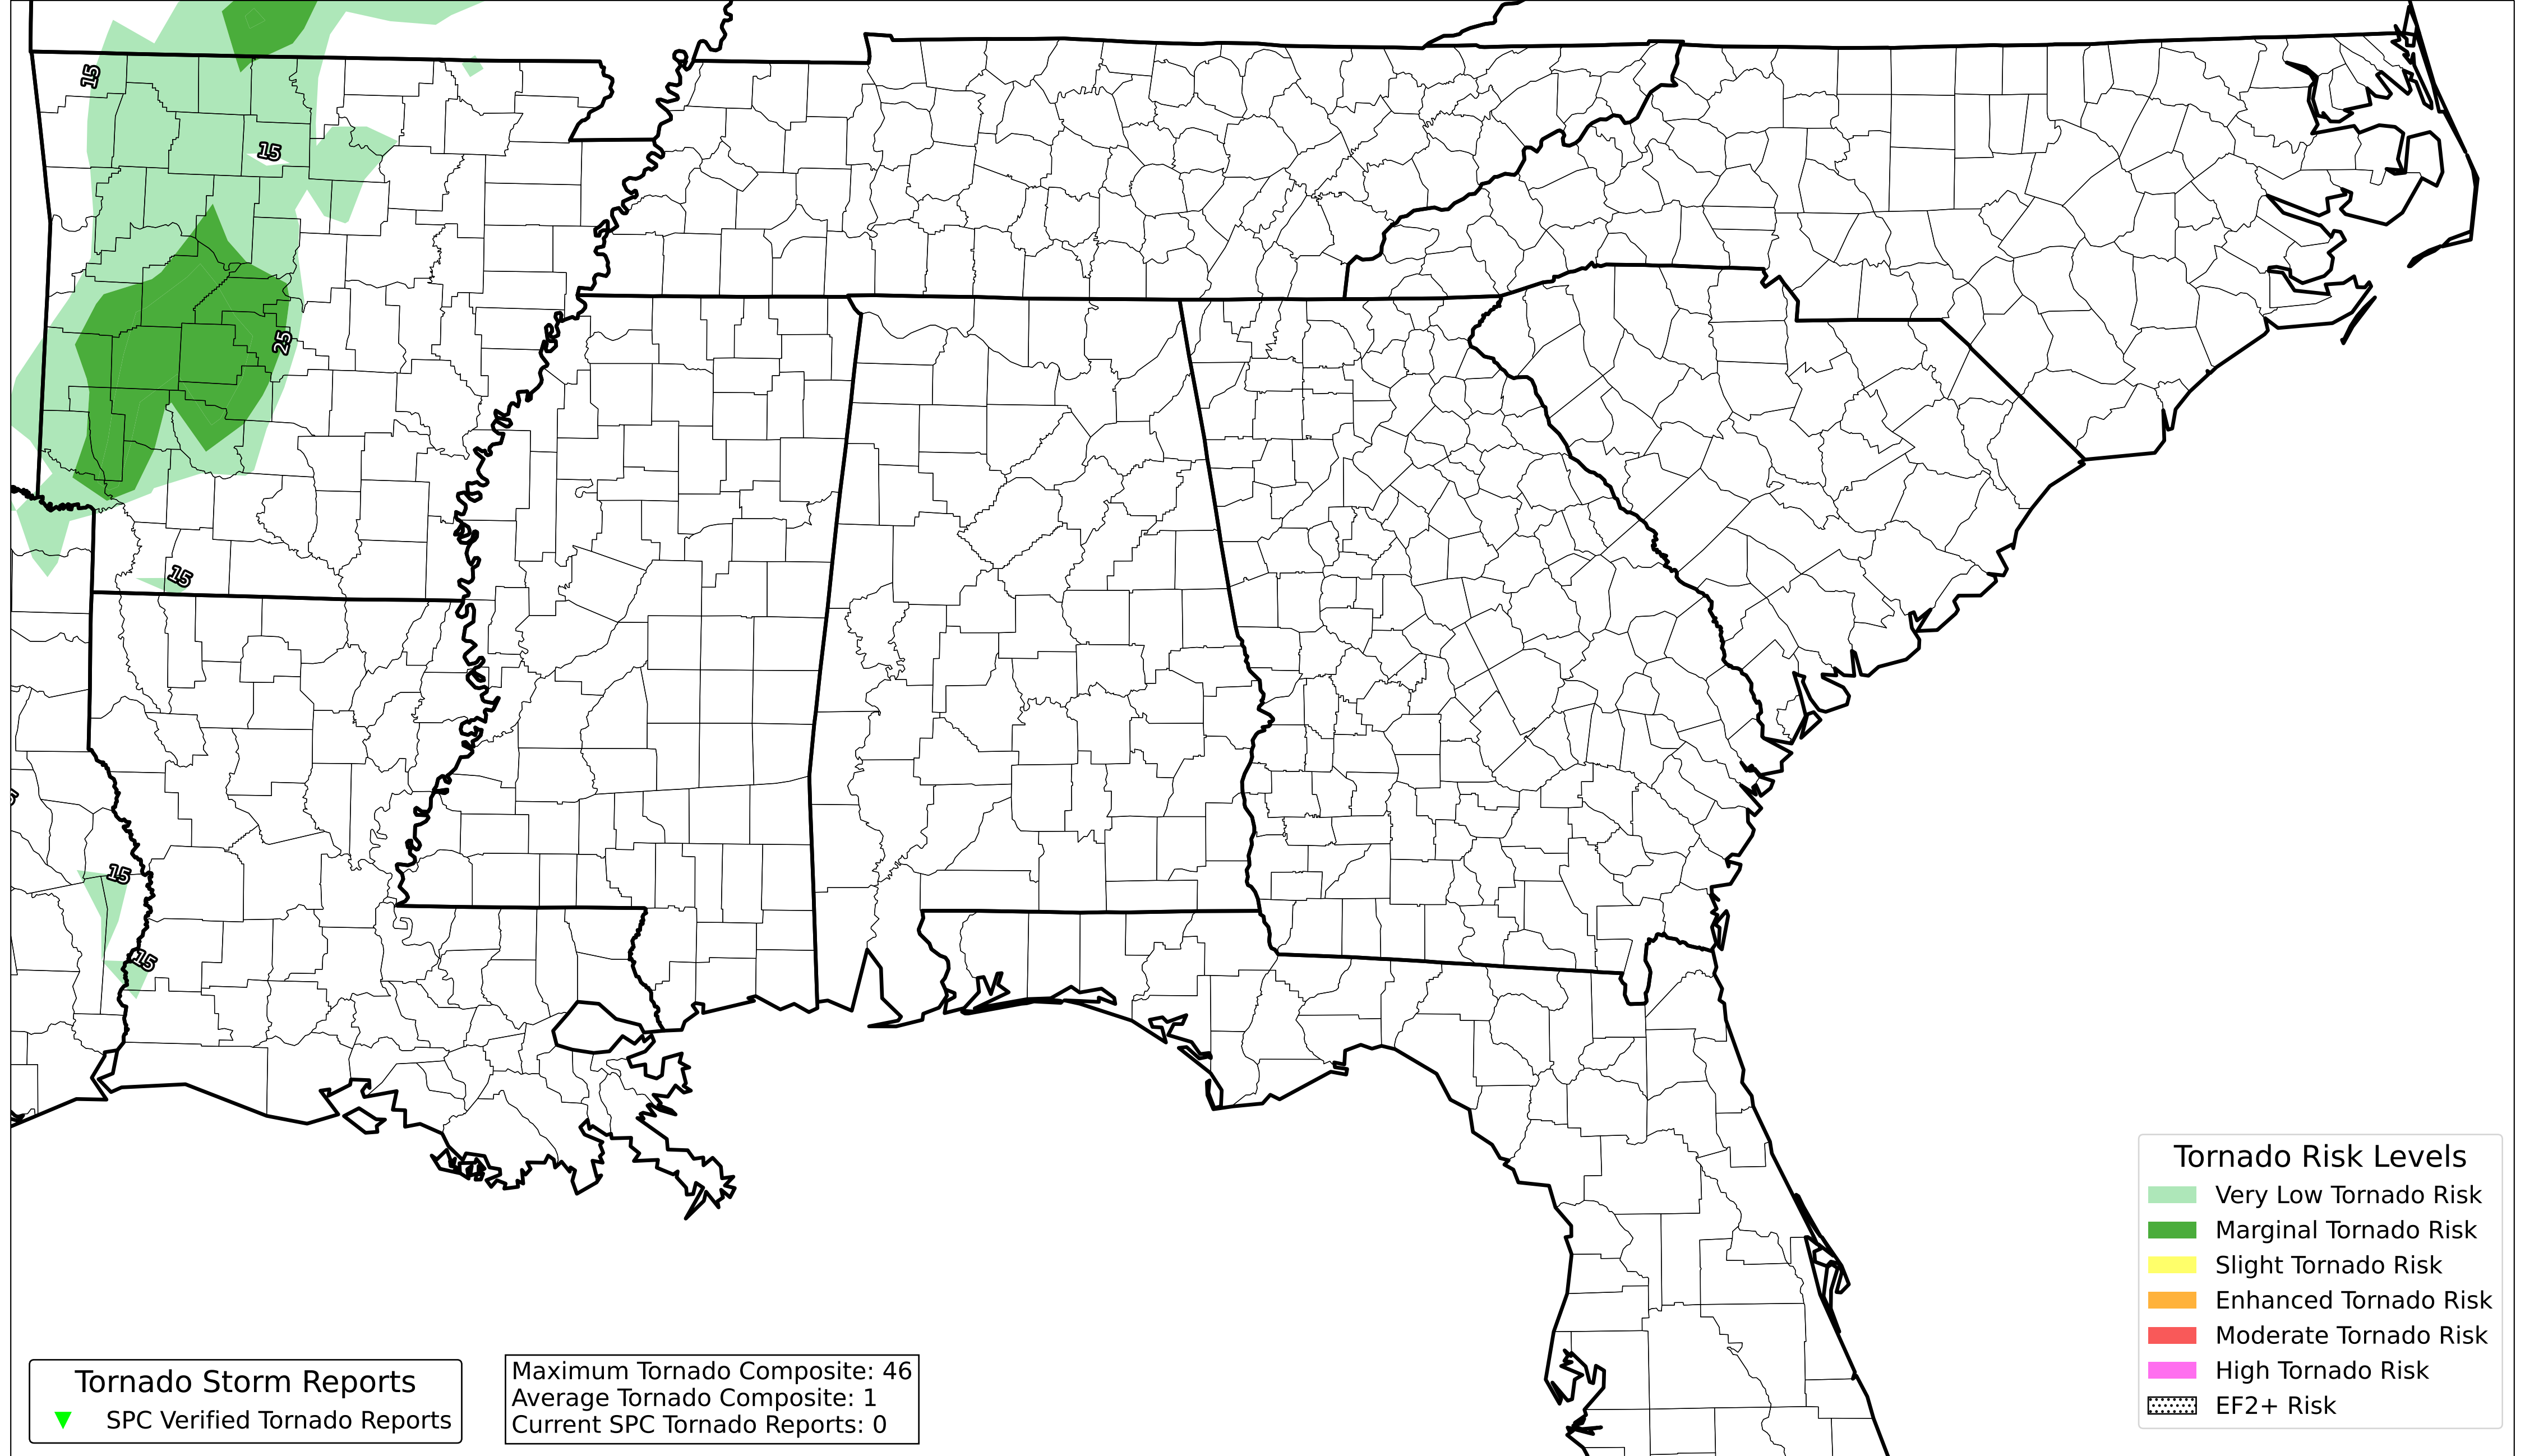 15
15
25
15
15
15
Tornado Risk Levels
Very Low Tornado Risk
Marginal Tornado Risk
Slight Tornado Risk
Enhanced Tornado Risk
Moderate Tornado Risk
High Tornado Risk
EF2+ Risk
Tornado Storm Reports
SPC Verified Tornado Reports
Maximum Tornado Composite: 46
Average Tornado Composite: 1
Current SPC Tornado Reports: 0